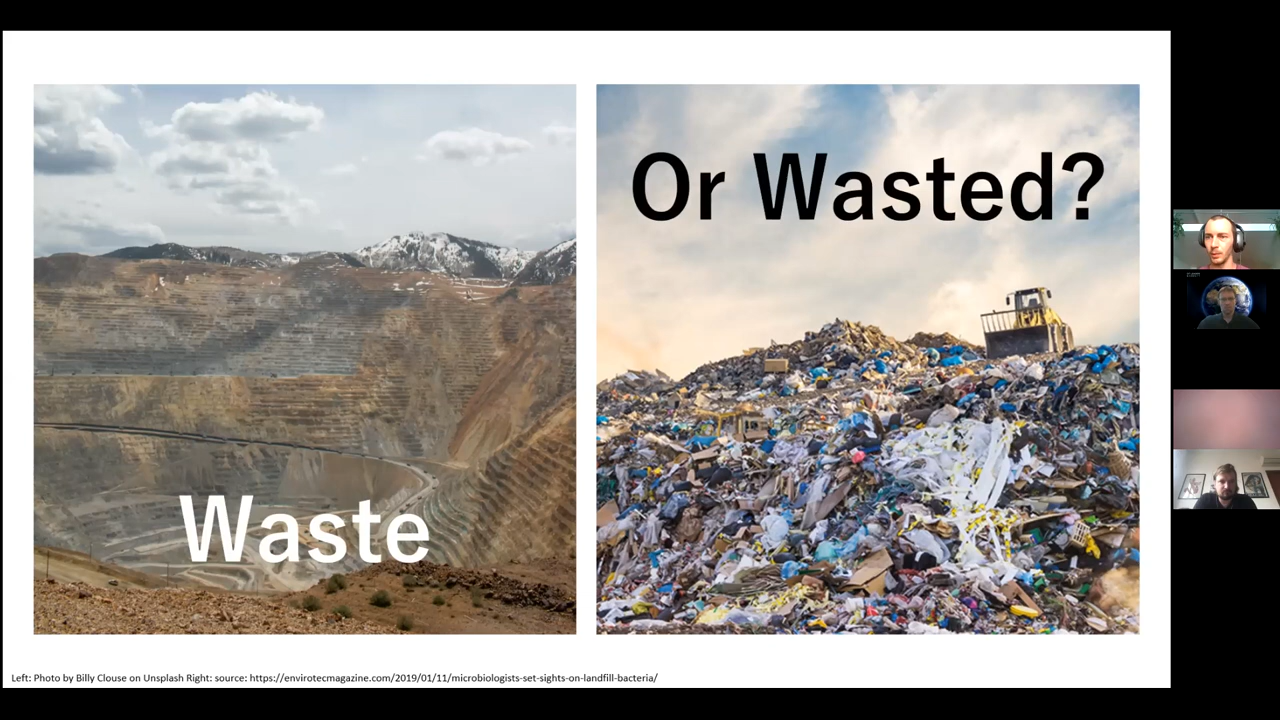 Or Wasted?
Waste
Left: Photo by Billy Clouse on Unsplash Right: source: https://envirotecmagazine.com/2019/01/11/microbiologists-set-sights-on-landfill-bacteria/